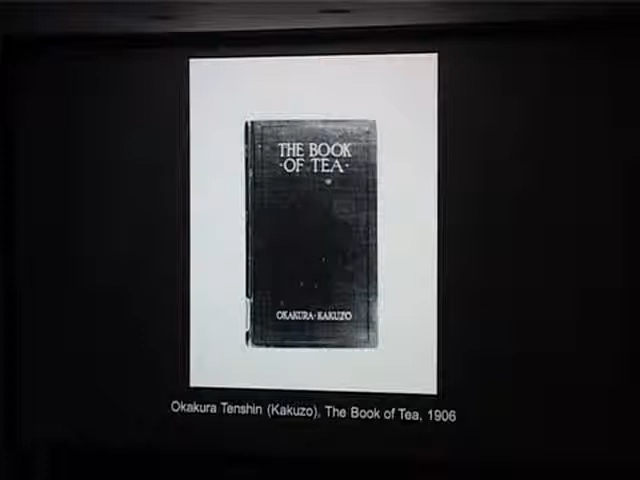 THE BOOK
·OF TEA·
OKAKURA·KAKUZO
Okakura Tenshin (Kakuzo), The Book of Tea, 1906